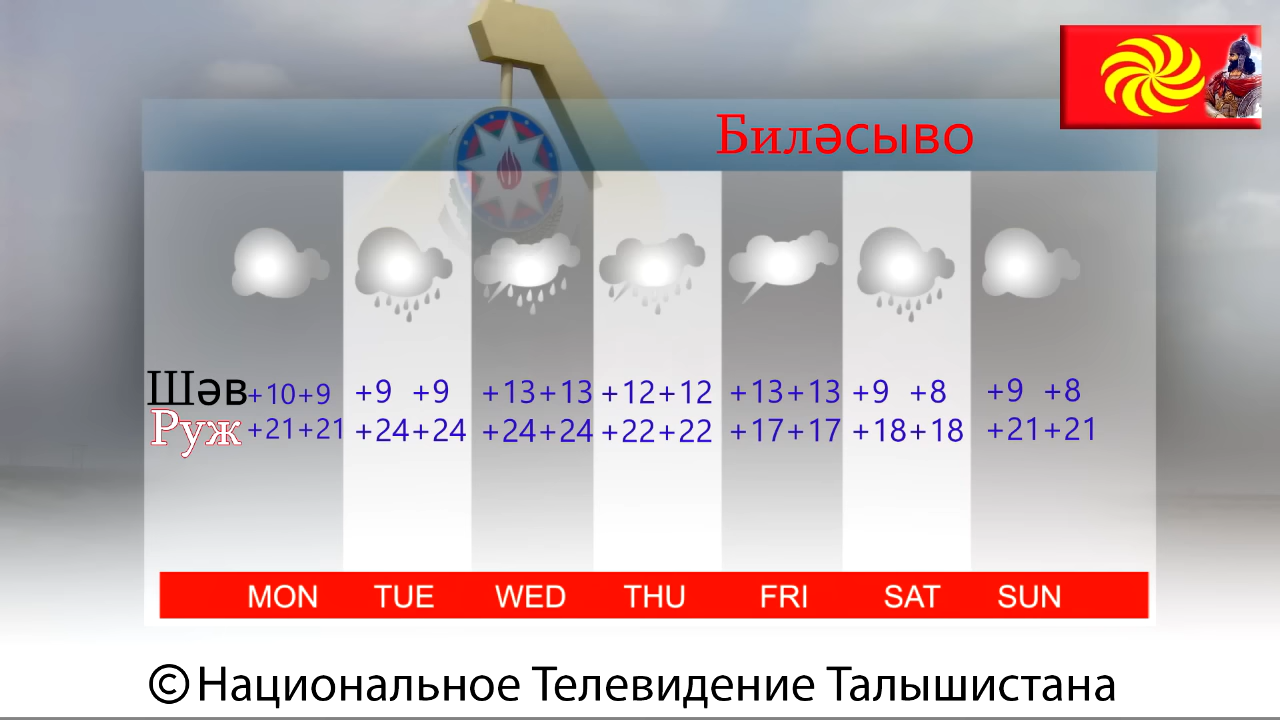 Биләсыво
Шәв +10+9 +9 +9 +13+13 +12+12 +13+13 +9 +8 +9 +8
Руж +21+21 +24+24 +24+24 +22+22 +17+17 +18+18 +21+21
MON TUE WED THU FRI SAT SUN
©Национальное Телевидение Талышистана